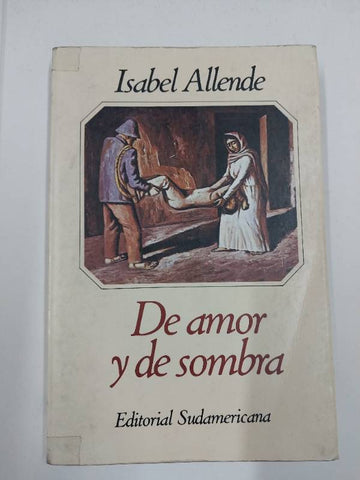 Isabel Allende
De amor
y de sombra
Editorial Sudamericana